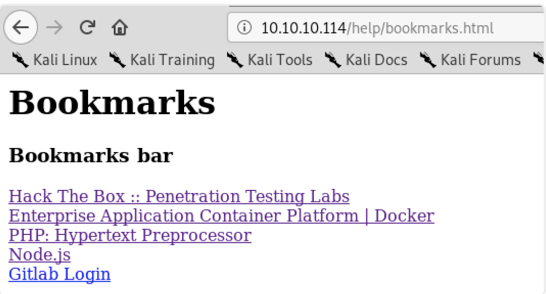 10.10.10.114/help/bookmarks.html
Kali Linux Kali Training Kali Tools Kali Docs Kali Forums
Bookmarks
Bookmarks bar
Hack The Box :: Penetration Testing Labs
Enterprise Application Container Platform | Docker
PHP: Hypertext Preprocessor
Node.js
Gitlab Login